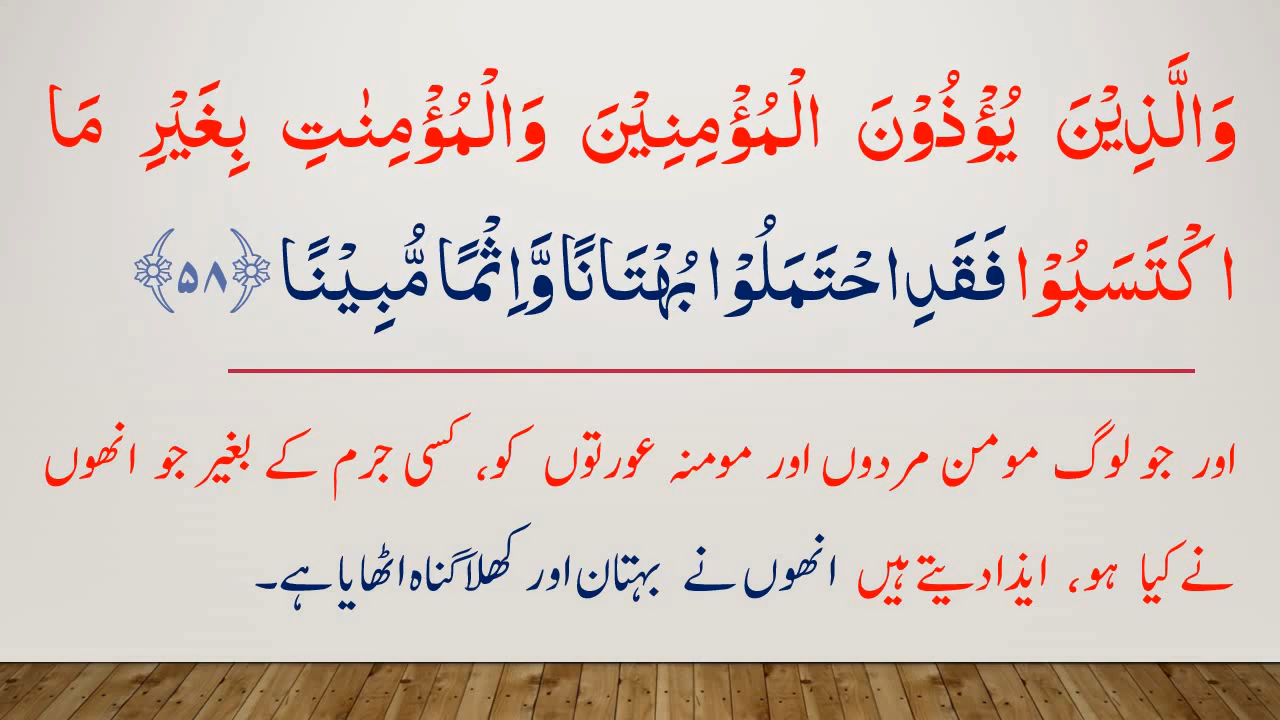 وَالَّذِيْنَ يُؤْذُوْنَ الْمُؤْمِنِيْنَ وَالْمُؤْمِنٰتِ بِغَيْرِ مَا
اكْتَسَبُوْا فَقَدِ احْتَمَلُوْا بُهْتَانًا وَّاِثْمًا مُّبِيْنًا ﴿۵۸﴾
اور جو لوگ مومن مردوں اور مومنہ عورتوں کو، کسی جرم کے بغیر جو انھوں
نے کیا ہو، ایذا دیتے ہیں انھوں نے بہتان اور کھلا گناہ اٹھایا ہے۔